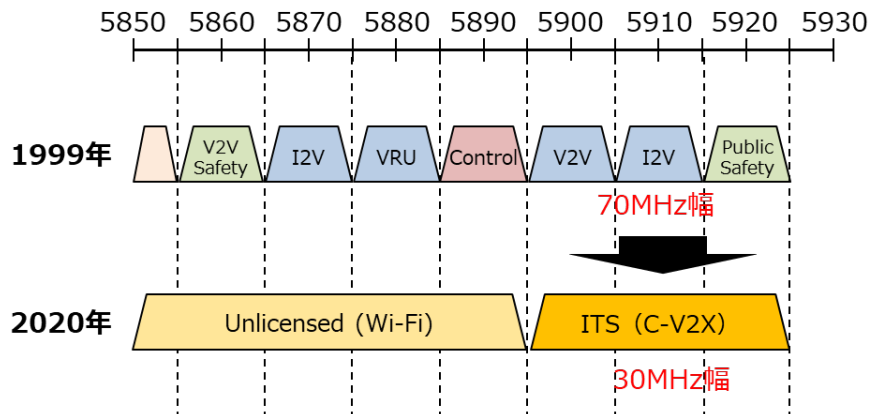 5850 5860 5870 5880 5890 5900 5910 5920 5930
1999年
V2V
Safety
I2V
VRU
Control
V2V
I2V
Public
Safety
70MHz幅
2020年
Unlicensed (Wi-Fi)
ITS（C-V2X）
30MHz幅